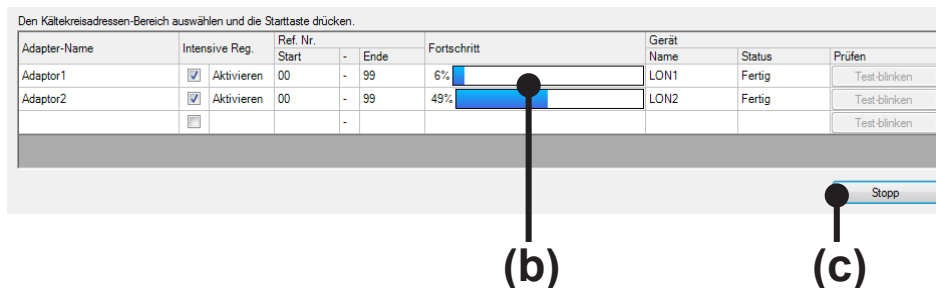 Den Kältekreisadressen-Bereich auswählen und die Starttaste drücken.
Adapter-Name Intensive Reg. Ref. Nr. Fortschritt Gerät
Start - Ende Name Status Prüfen
Adaptor1 Aktivieren 00 - 99 6% LON1 Fertig Test-blinken
Adaptor2 Aktivieren 00 - 99 49% LON2 Fertig Test-blinken
- Test-blinken
Stopp
(b) (c)